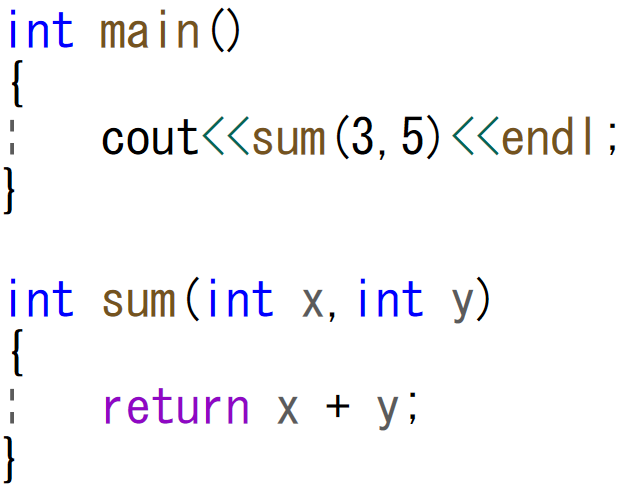 int main()
{
    cout<<sum(3,5)<<endl;
}

int sum(int x,int y)
{
    return x + y;
}